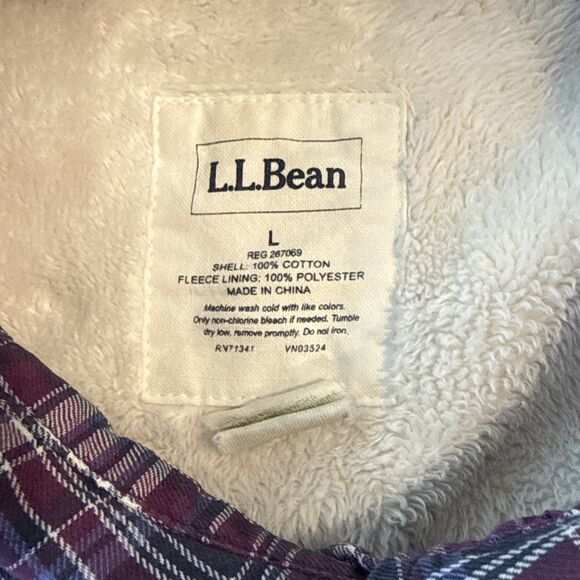 L.L.Bean
L
REG 267069
SHELL: 100% COTTON
FLEECE LINING: 100% POLYESTER
MADE IN CHINA
Machine wash cold with like colors.
Only non-chlorine bleach if needed. Tumble
dry low, remove promptly. Do not iron.
RV71341 VN03524